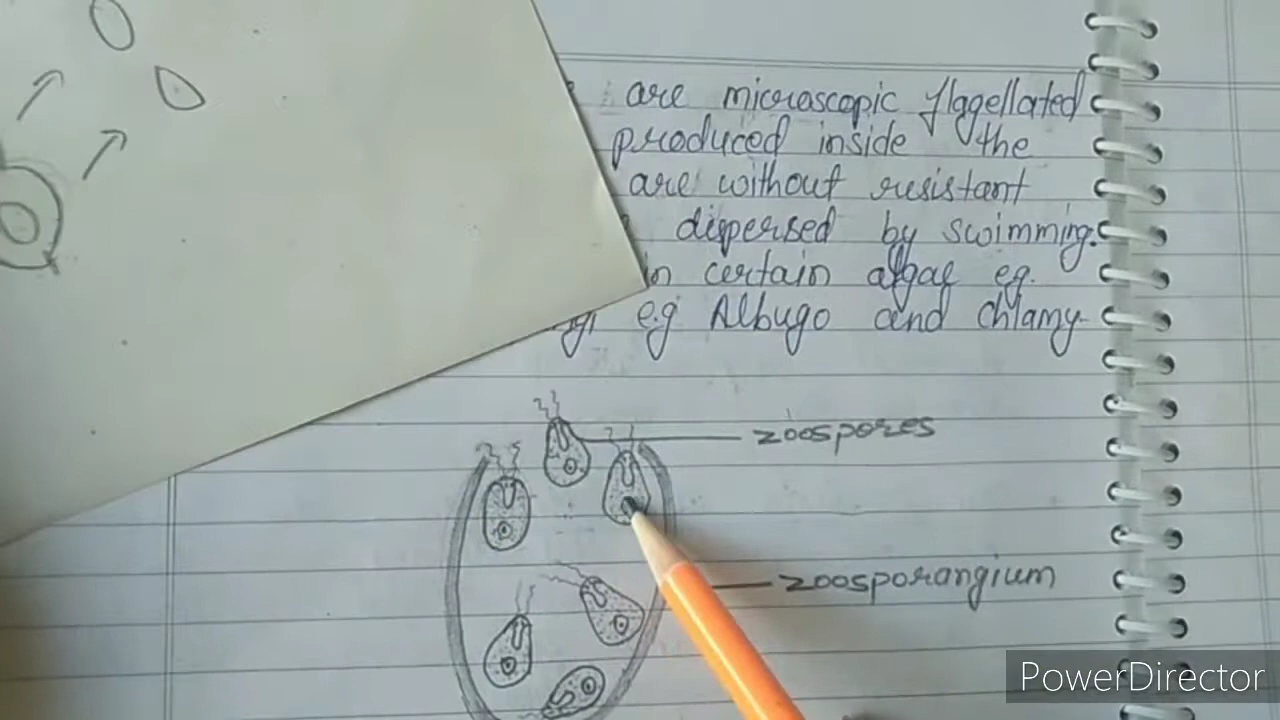 are microscopic flagellated
produced inside the
are without resistant
dispersed by swimming.
in certain algae eg.
e.g Albugo and chlamy-
zoospores
zoosporangium
PowerDirector